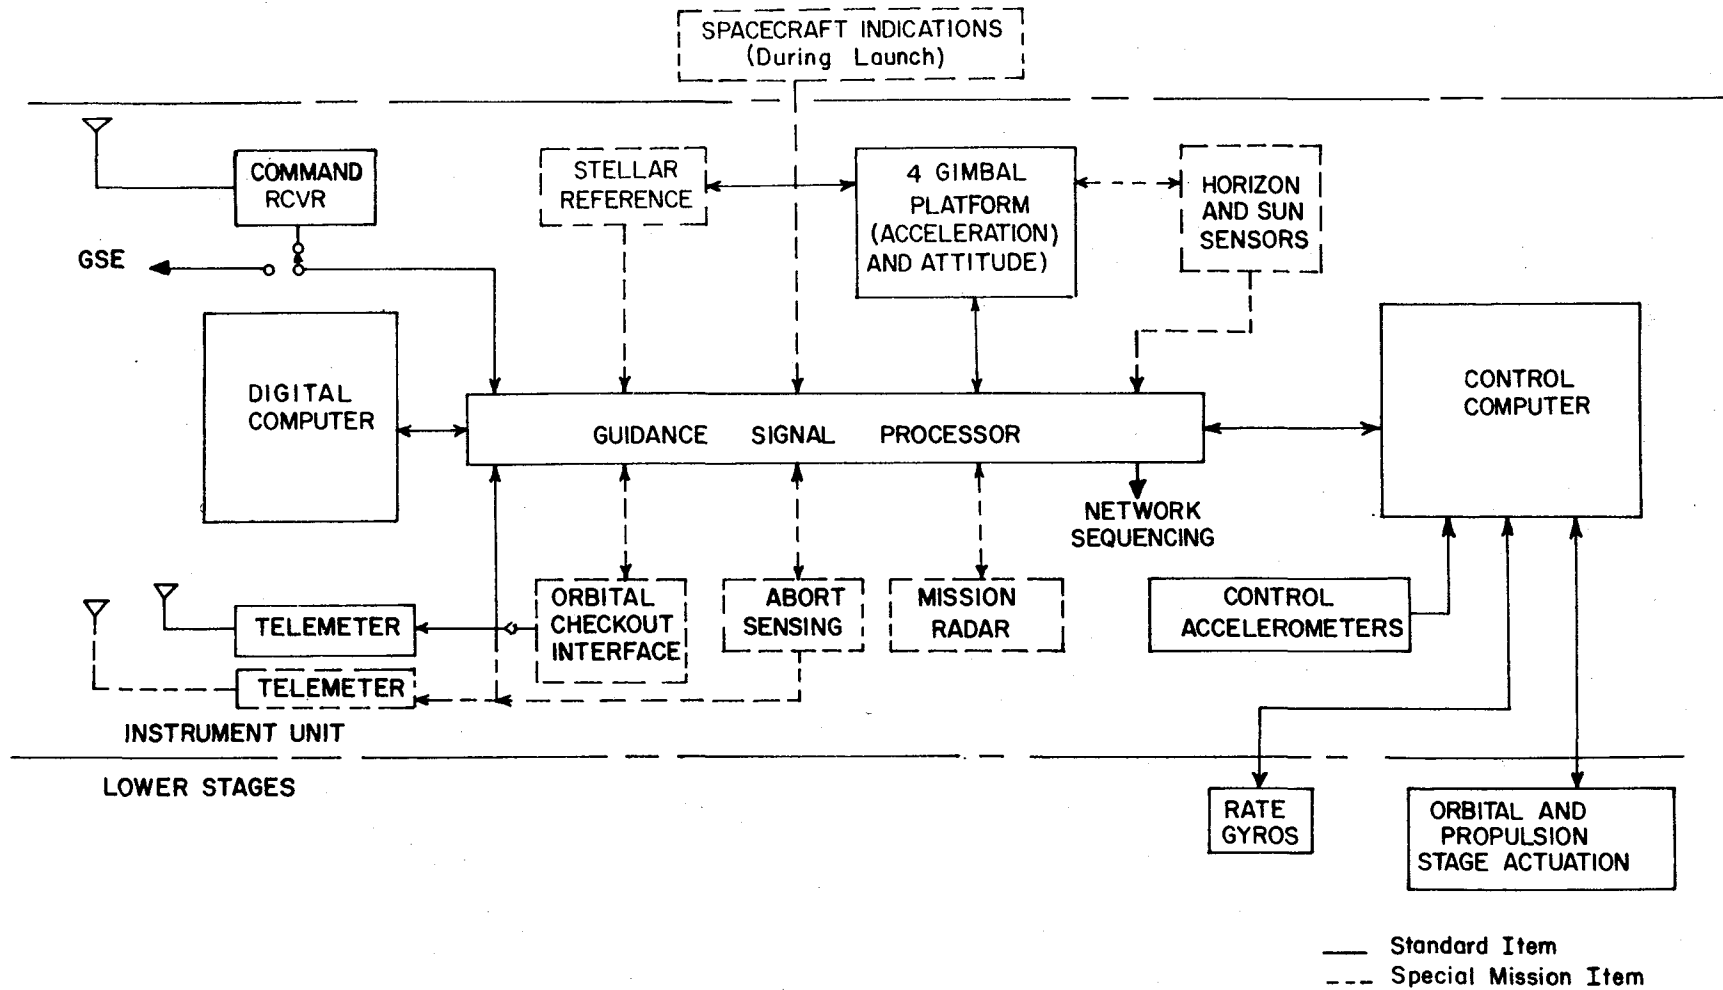 SPACECRAFT INDICATIONS
(During Launch)
COMMAND
RCVR
STELLAR
REFERENCE
4 GIMBAL
PLATFORM
(ACCELERATION)
AND ATTITUDE)
HORIZON
AND SUN
SENSORS
GSE
DIGITAL
COMPUTER
GUIDANCE SIGNAL PROCESSOR
CONTROL
COMPUTER
NETWORK
SEQUENCING
TELEMETER
ORBITAL
CHECKOUT
INTERFACE
ABORT
SENSING
MISSION
RADAR
CONTROL
ACCELEROMETERS
TELEMETER
INSTRUMENT UNIT
LOWER STAGES
RATE
GYROS
ORBITAL AND
PROPULSION
STAGE ACTUATION
Standard Item
Special Mission Item